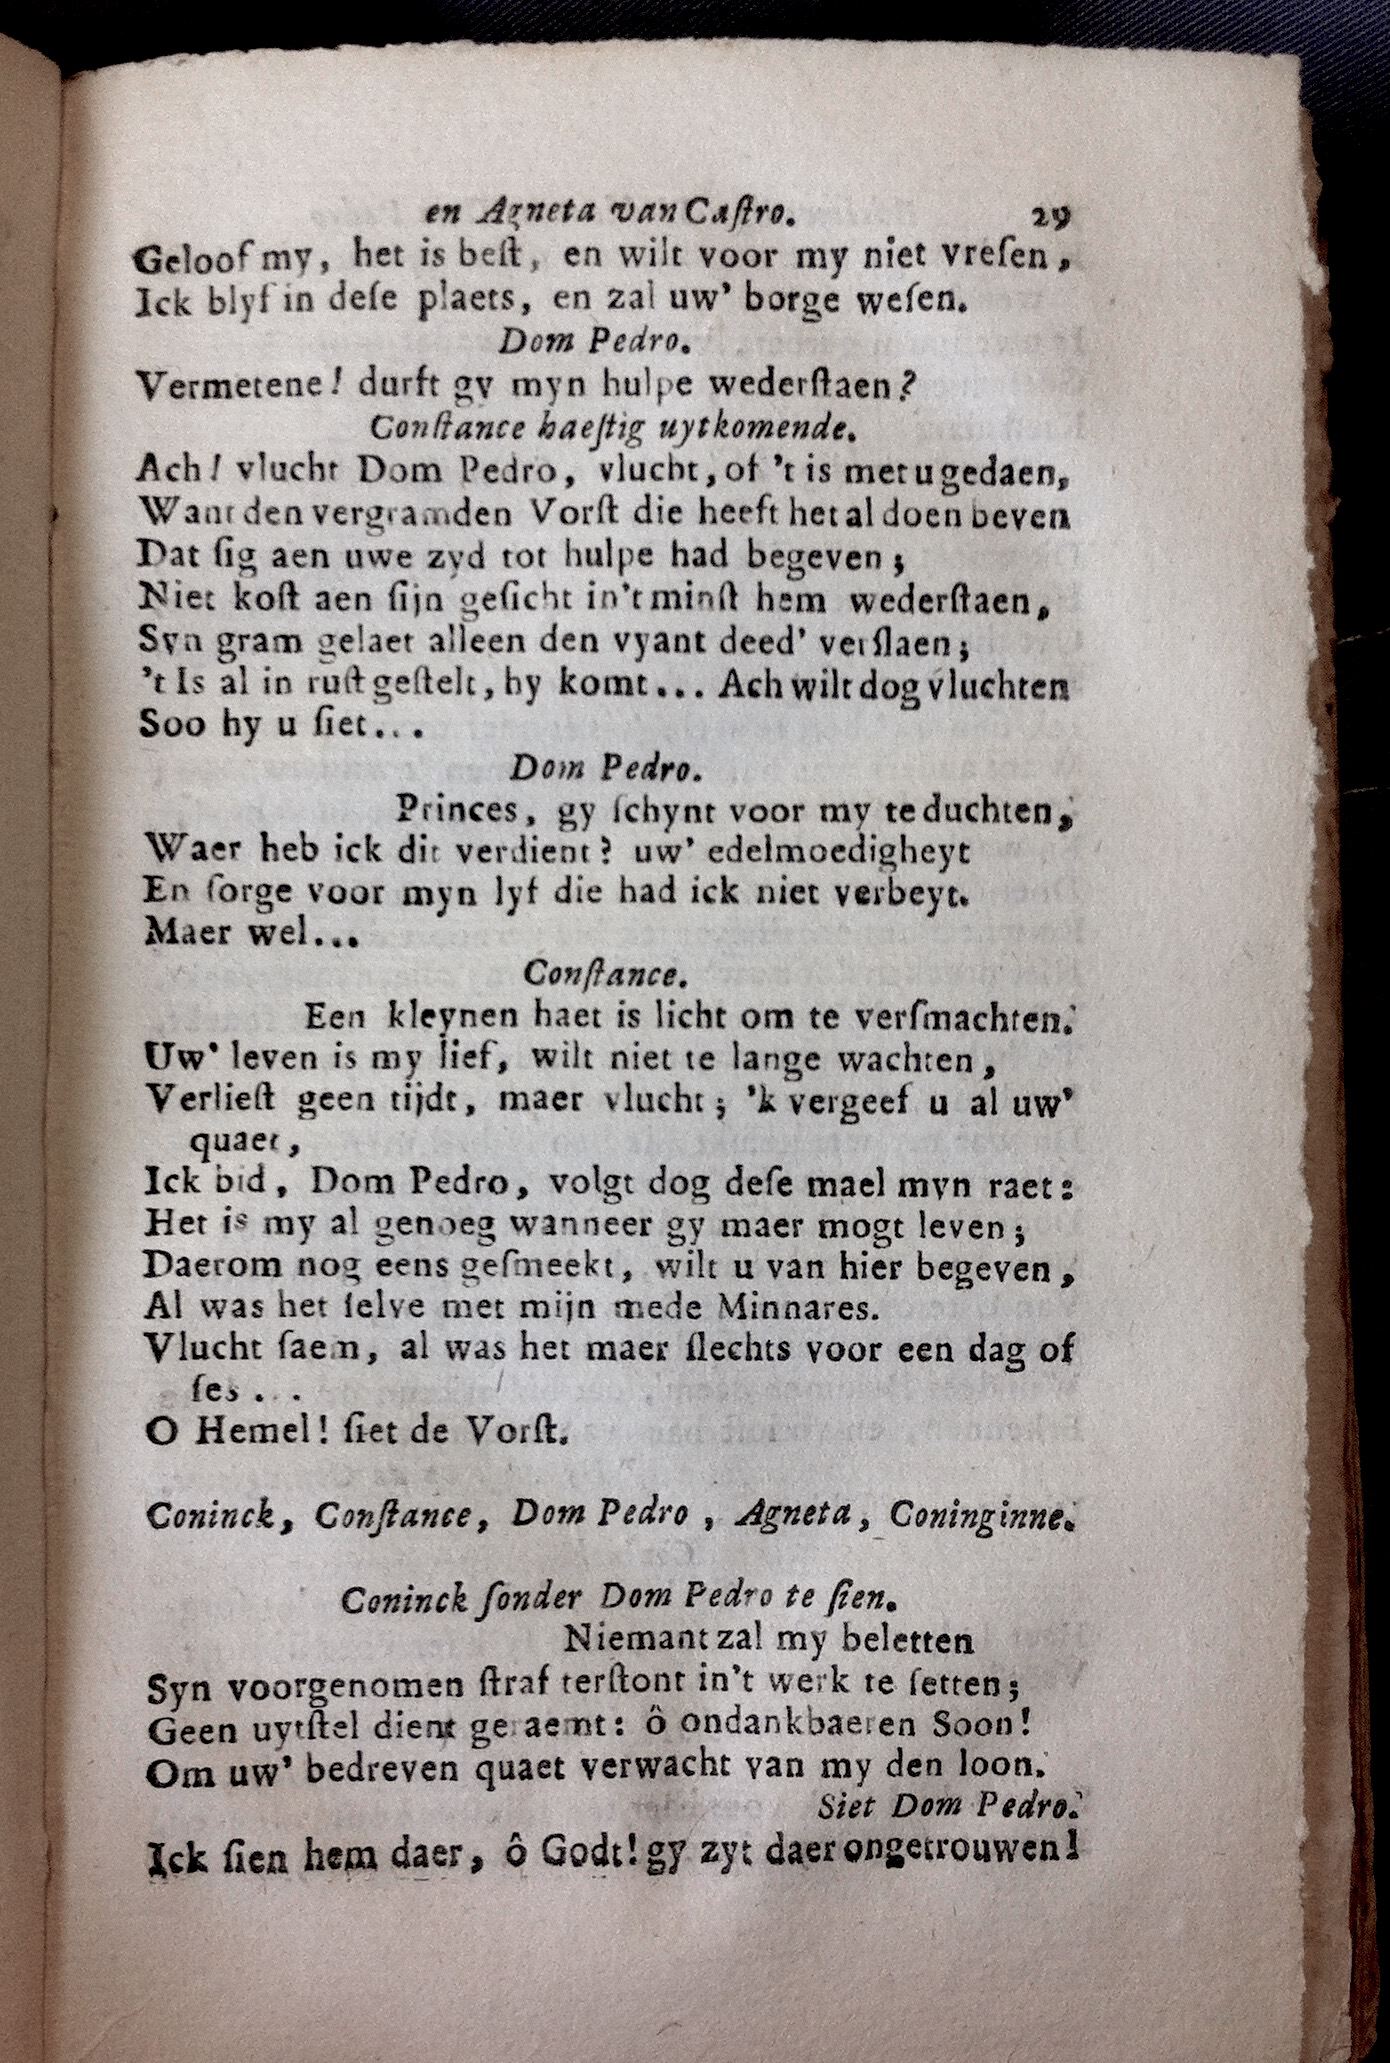 en Agneta van Caſtro. 29
Geloof my, het is beſt, en wilt voor my niet vreſen,
Ick blyf in deſe plaets, en zal uw' borge weſen.
Dom Pedro.
Vermetene! durft gy myn hulpe wederſtaen?
Conſtance haeſtig uytkomende.
Ach! vlucht Dom Pedro, vlucht, of 't is met u gedaen,
Want den vergramden Vorſt die heeft het al doen beven
Dat ſig aen uwe zyd tot hulpe had begeven;
Niet koſt aen ſijn geſicht in't minſt hem wederſtaen,
Syn gram gelaet alleen den vyant deed' verſlaen;
't Is al in ruſt geſtelt, hy komt... Ach wilt dog vluchten
Soo hy u ſiet...
Dom Pedro.
Princes, gy ſchynt voor my te duchten,
Waer heb ick dit verdient? uw' edelmoedigheyt
En ſorge voor myn lyf die had ick niet verbeyt.
Maer wel...
Conſtance.
Een kleynen haet is licht om te verſmachten.
Uw' leven is my lief, wilt niet te lange wachten,
Verlieſt geen tijdt, maer vlucht; 'k vergeef u al uw'
quaet,
Ick bid, Dom Pedro, volgt dog deſe mael myn raet:
Het is my al genoeg wanneer gy maer mogt leven;
Daerom nog eens geſmeekt, wilt u van hier begeven,
Al was het ſelve met mijn mede Minnares.
Vlucht ſaem, al was het maer ſlechts voor een dag of
ſes...
O Hemel! ſiet de Vorſt.
Coninck, Conſtance, Dom Pedro, Agneta, Coninginne.
Coninck ſonder Dom Pedro te ſien.
Niemant zal my beletten
Syn voorgenomen ſtraf terſtont in't werk te ſetten;
Geen uytſtel dient geraemt: ô ondankbaeren Soon!
Om uw' bedreven quaet verwacht van my den loon.
Siet Dom Pedro.
Ick ſien hem daer, ô Godt! gy zyt daer ongetrouwen!